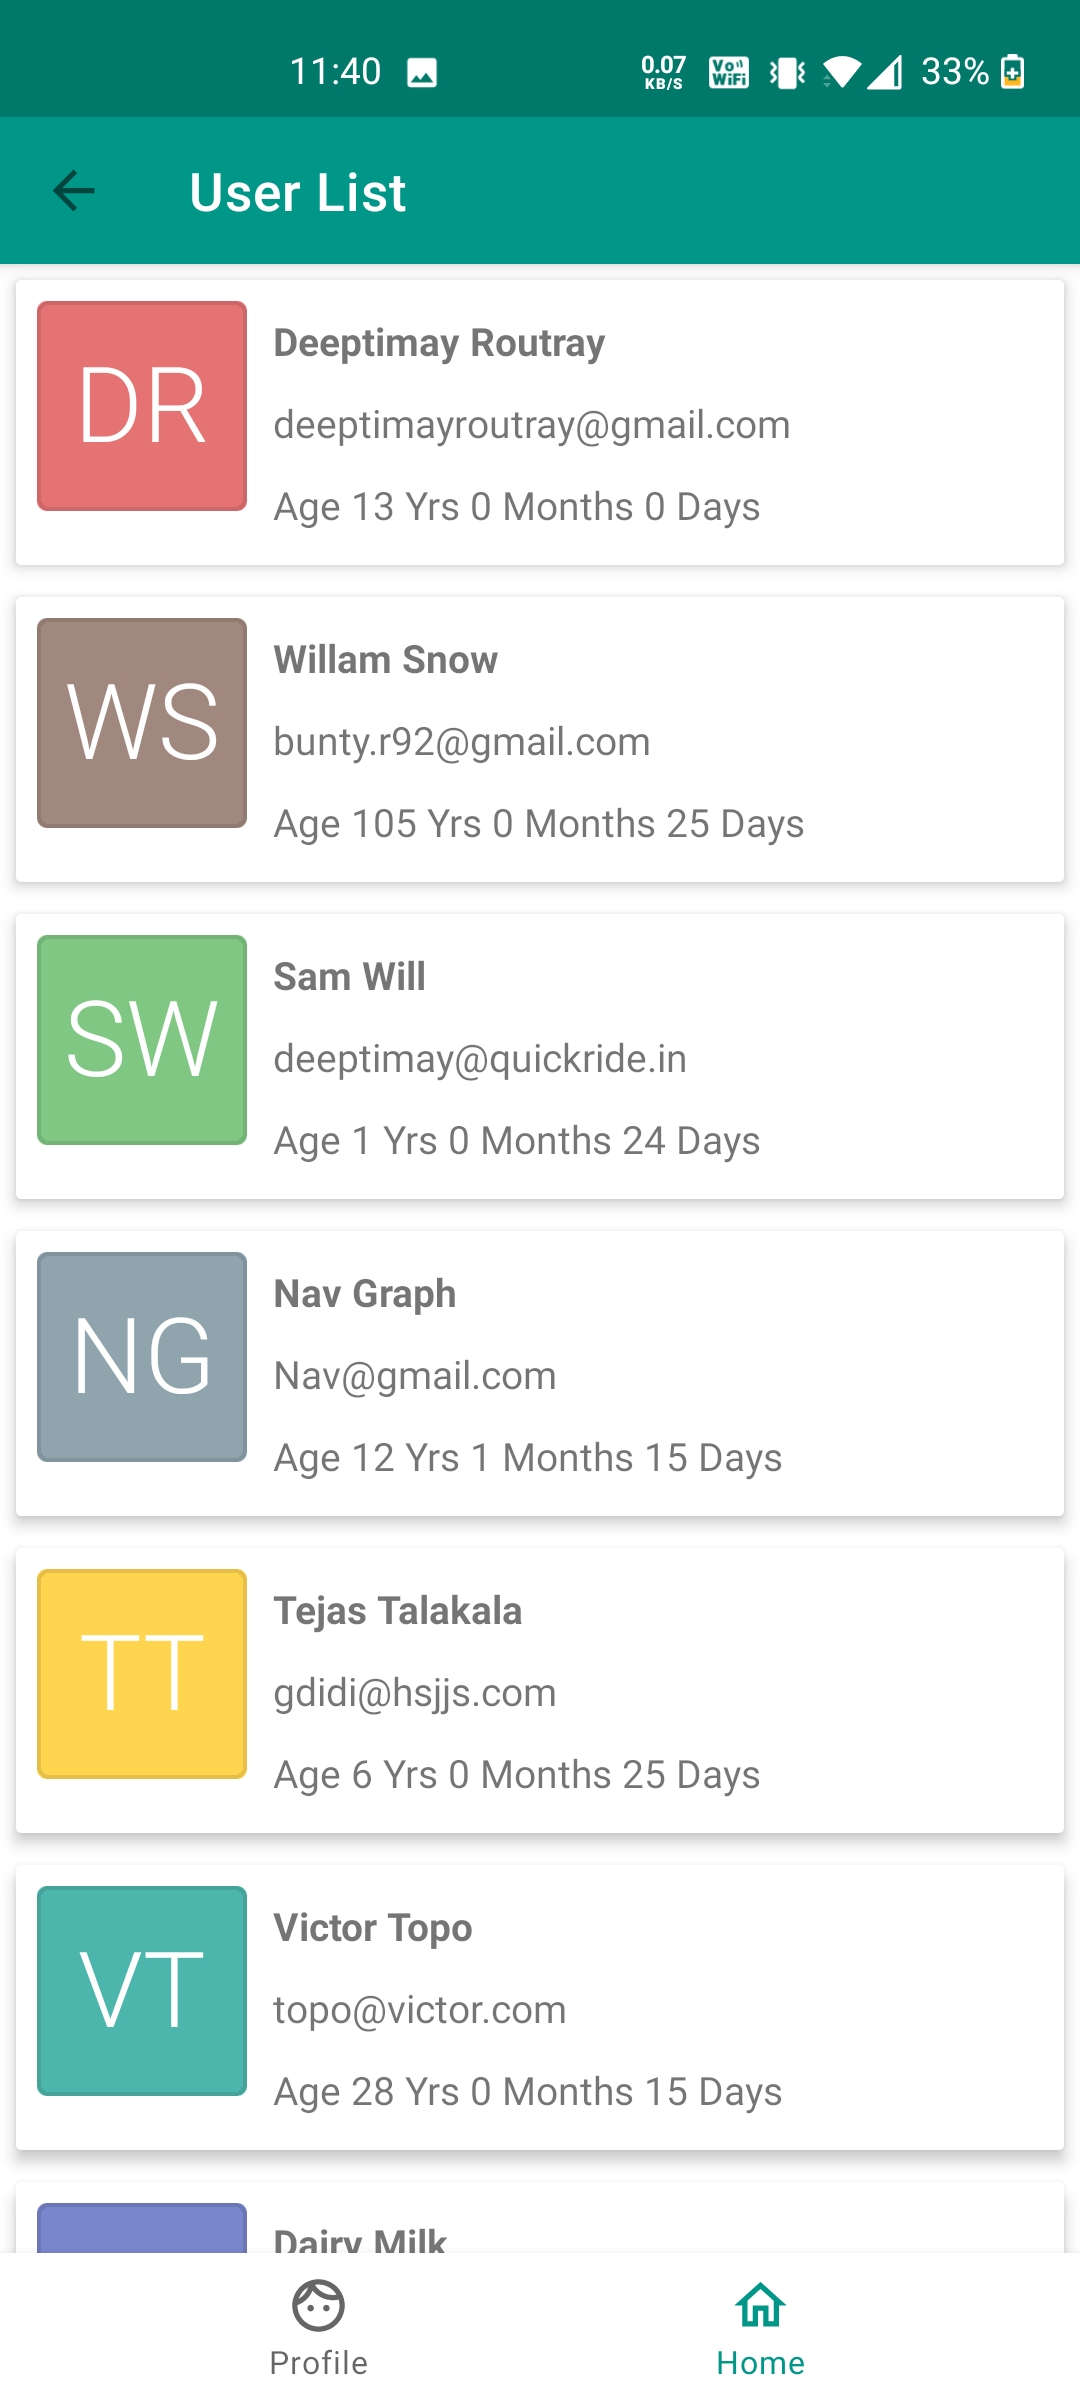 11:40 0.07 KB/S Vo WiFi 33%
User List
DR
Deeptimay Routray
deeptimayroutray@gmail.com
Age 13 Yrs 0 Months 0 Days
WS
Willam Snow
bunty.r92@gmail.com
Age 105 Yrs 0 Months 25 Days
SW
Sam Will
deeptimay@quickride.in
Age 1 Yrs 0 Months 24 Days
NG
Nav Graph
Nav@gmail.com
Age 12 Yrs 1 Months 15 Days
TT
Tejas Talakala
gdidi@hsjjs.com
Age 6 Yrs 0 Months 25 Days
VT
Victor Topo
topo@victor.com
Age 28 Yrs 0 Months 15 Days
Dairy Milk
Profile Home